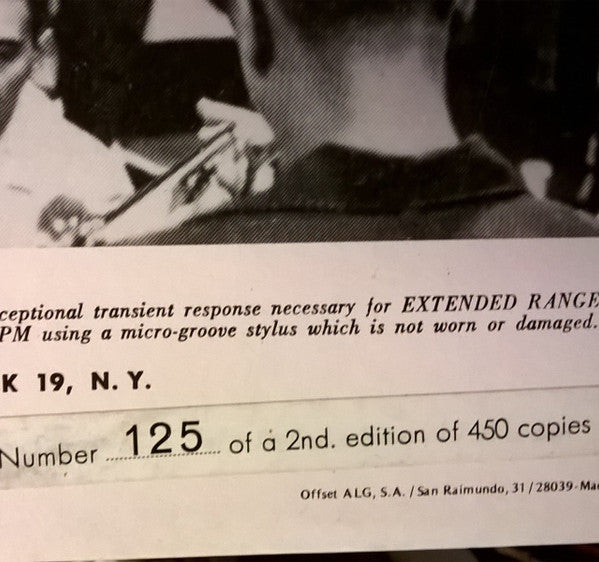 ceptional transient response necessary for EXTENDED RANGE
PM using a micro-groove stylus which is not worn or damaged.
K 19, N. Y.
Number 125 of a 2nd. edition of 450 copies
Offset ALG, S.A. / San Raimundo, 31 / 28039-Ma